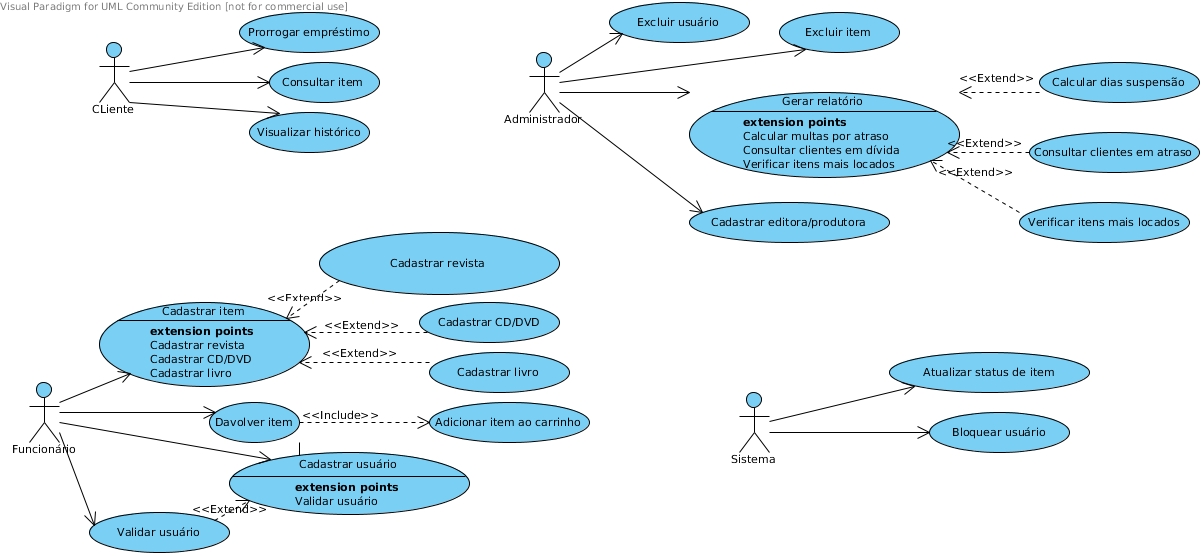 Visual Paradigm for UML Community Edition [not for commercial use]
Prorrogar empréstimo
Consultar item
CLiente
Visualizar histórico
Excluir usuário
Excluir item
Administrador
Gerar relatório
extension points
Calcular multas por atraso
Consultar clientes em dívida
Verificar itens mais locados
<<Extend>>
Calcular dias suspensão
<<Extend>>
Consultar clientes em atraso
<<Extend>>
Verificar itens mais locados
Cadastrar editora/produtora
Cadastrar revista
<<Extend>>
Cadastrar item
extension points
Cadastrar revista
Cadastrar CD/DVD
Cadastrar livro
<<Extend>>
Cadastrar CD/DVD
<<Extend>>
Cadastrar livro
Funcionário
Davolver item
<<Include>>
Adicionar item ao carrinho
Cadastrar usuário
extension points
Validar usuário
<<Extend>>
Validar usuário
Atualizar status de item
Sistema
Bloquear usuário